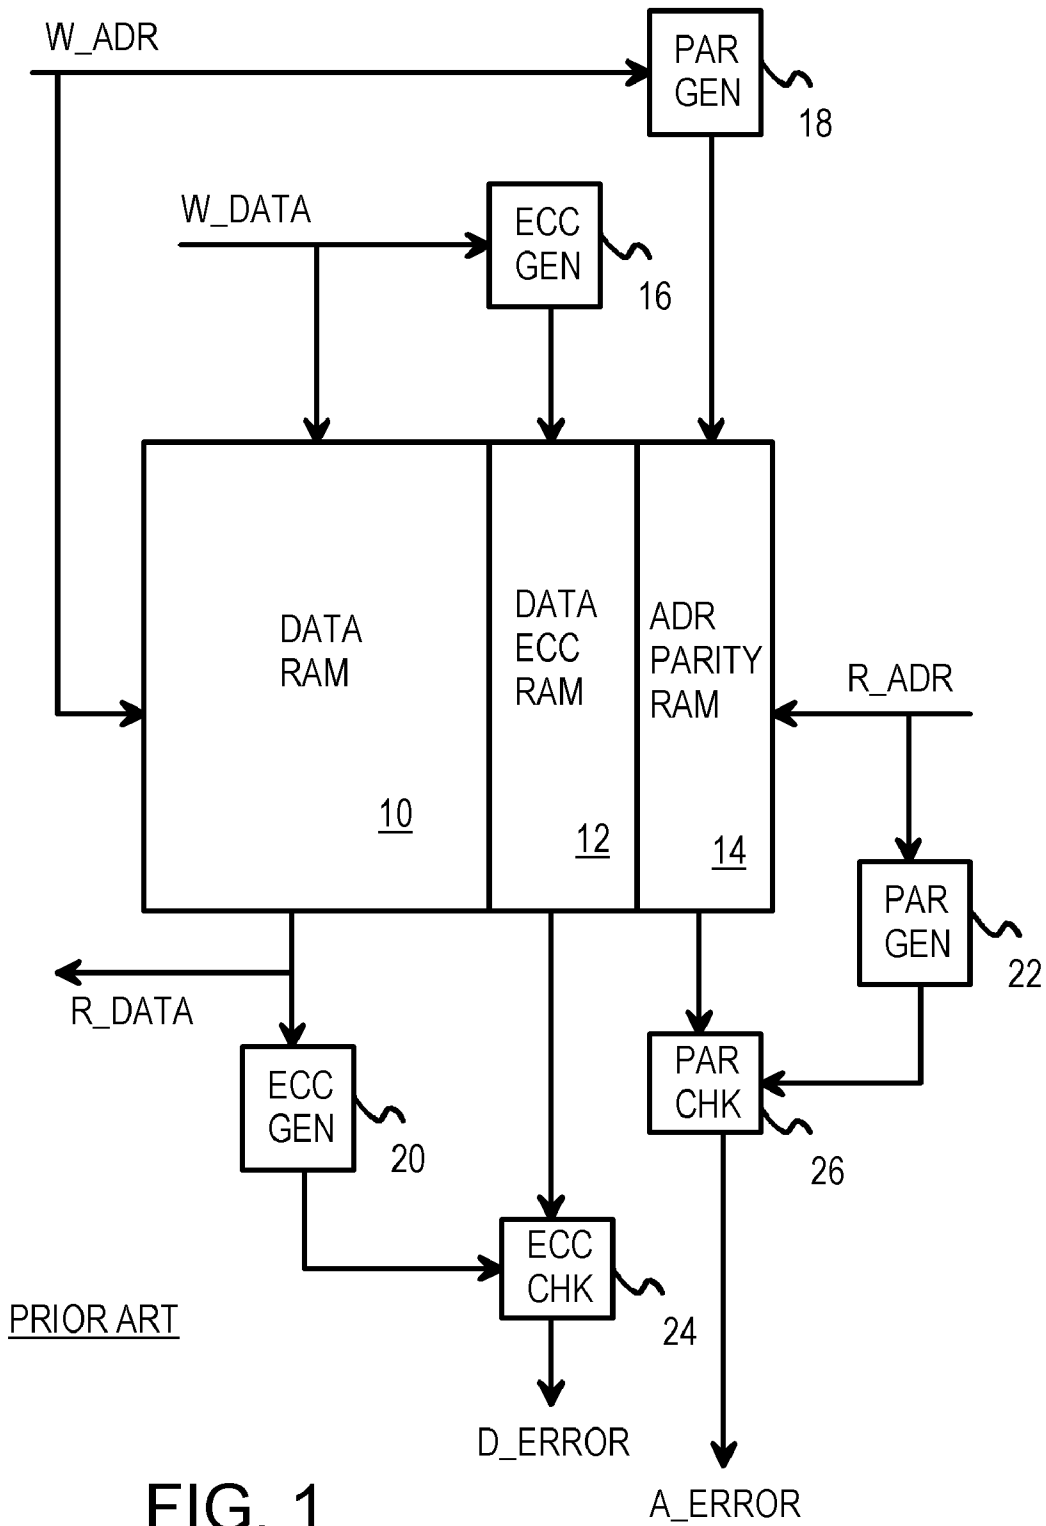 W_ADR
PAR
GEN
18
W_DATA
ECC
GEN
16
DATA
RAM
10
DATA
ECC
RAM
12
ADR
PARITY
RAM
14
R_ADR
PAR
GEN
22
R_DATA
ECC
GEN
20
PAR
CHK
26
ECC
CHK
24
PRIOR ART
D_ERROR
A_ERROR
FIG. 1